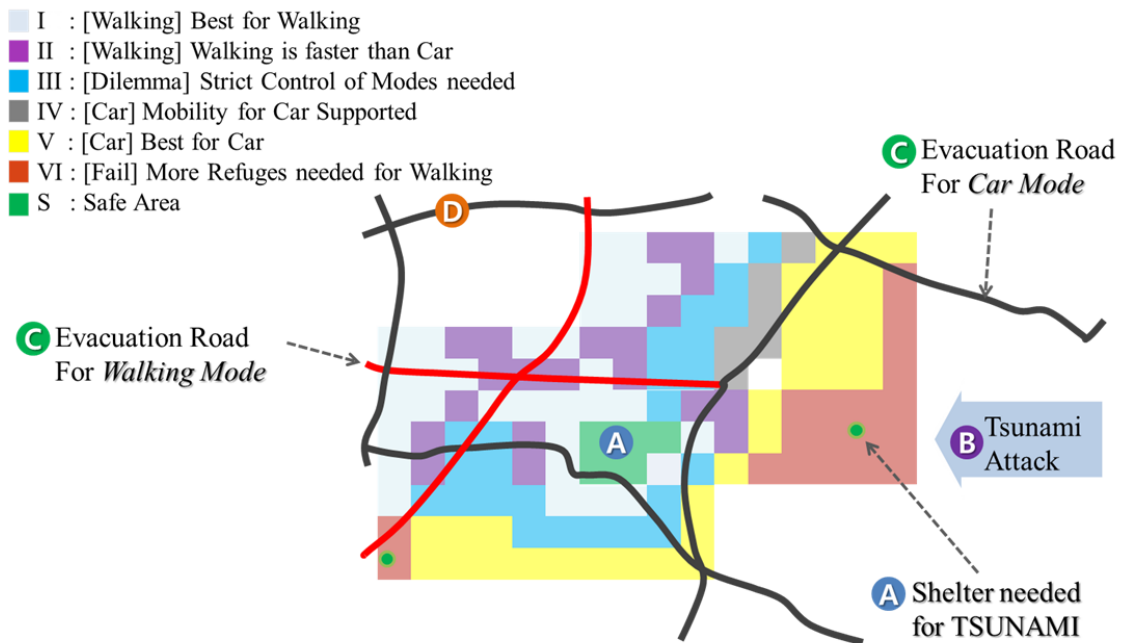 I : [Walking] Best for Walking
II : [Walking] Walking is faster than Car
III : [Dilemma] Strict Control of Modes needed
IV : [Car] Mobility for Car Supported
V : [Car] Best for Car
VI : [Fail] More Refuges needed for Walking
S : Safe Area
C Evacuation Road
For Car Mode
D
C Evacuation Road
For Walking Mode
A
B Tsunami
Attack
A Shelter needed
for TSUNAMI